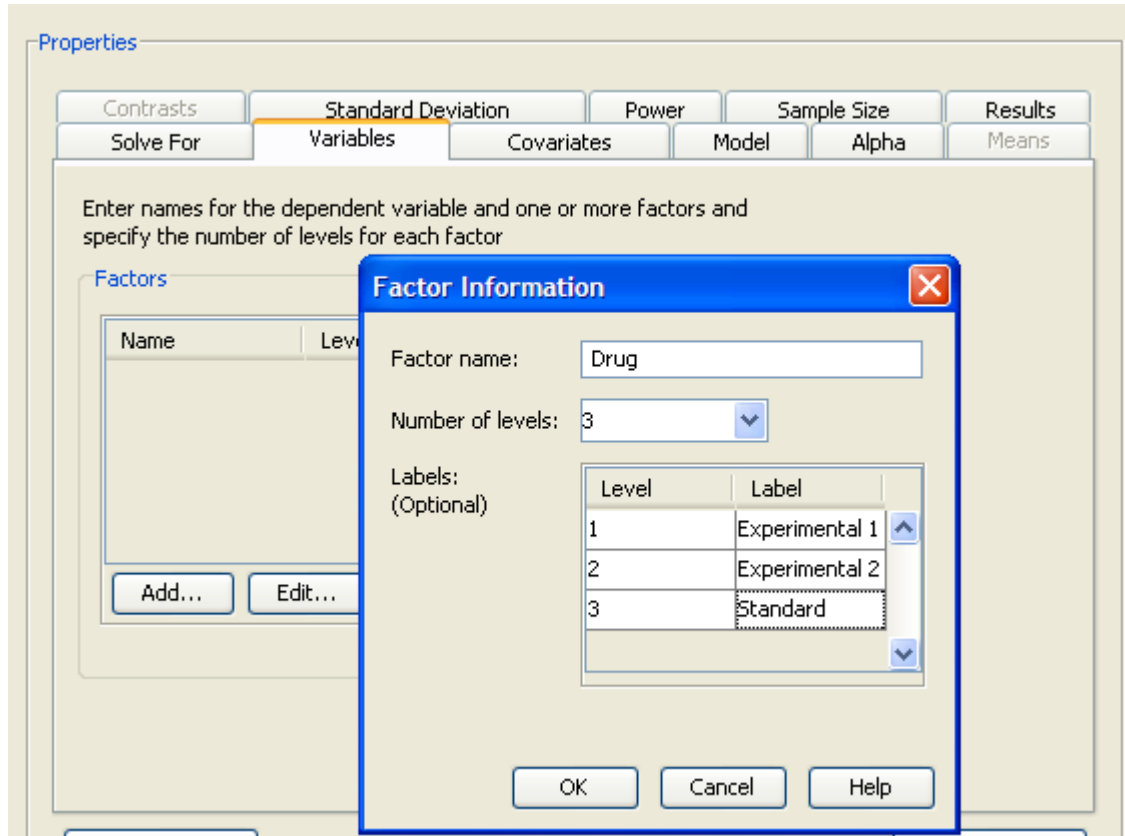 Properties
Contrasts Standard Deviation Power Sample Size Results
Solve For Variables Covariates Model Alpha Means
Enter names for the dependent variable and one or more factors and
specify the number of levels for each factor
Factors
Name
Add... Edit...
Factor Information
Factor name: Drug
Number of levels: 3
Labels:
(Optional)
Level Label
1 Experimental 1
2 Experimental 2
3 Standard
OK Cancel Help